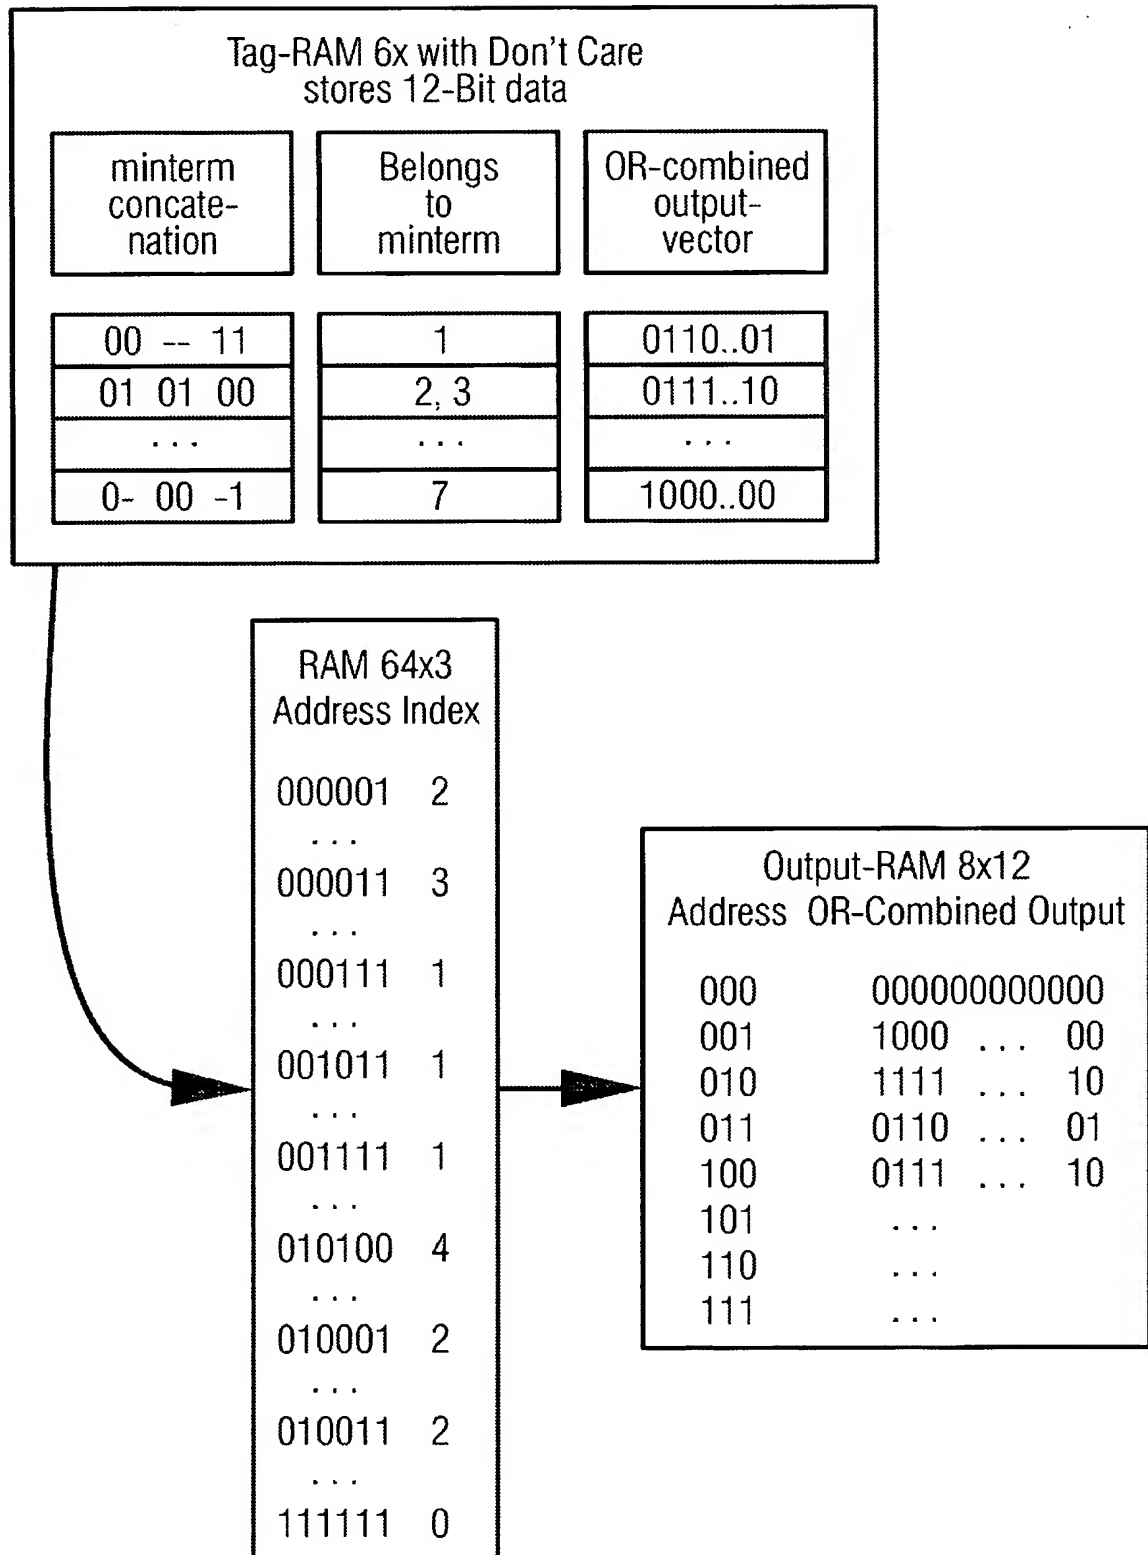 Tag-RAM 6x with Don't Care
stores 12-Bit data
minterm
concate-
nation
Belongs
to
minterm
OR-combined
output-
vector
00 -- 11 1 0110..01
01 01 00 2, 3 0111..10
... ... ...
0- 00 -1 7 1000..00
RAM 64x3
Address Index
000001 2
...
000011 3
...
000111 1
...
001011 1
...
001111 1
...
010100 4
...
010001 2
...
010011 2
...
111111 0
Output-RAM 8x12
Address OR-Combined Output
000 000000000000
001 1000 ... 00
010 1111 ... 10
011 0110 ... 01
100 0111 ... 10
101 ...
110 ...
111 ...